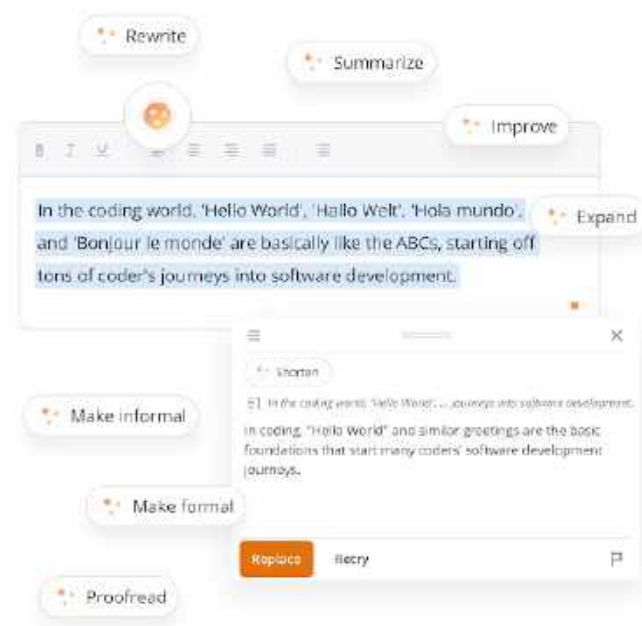 Rewrite
Summarize
Improve
B I U
In the coding world, 'Hello World', 'Hallo Welt', 'Hola mundo',
Expand
and 'Bonjour le monde' are basically like the ABCs, starting off
tons of coder's journeys into software development.
Shorten
In the coding world, 'Hello World', ... journeys into software development.
Make informal
In coding, "Hello World" and similar greetings are the basic
foundations that start many coders' software development
journeys.
Make formal
Replace Retry
Proofread